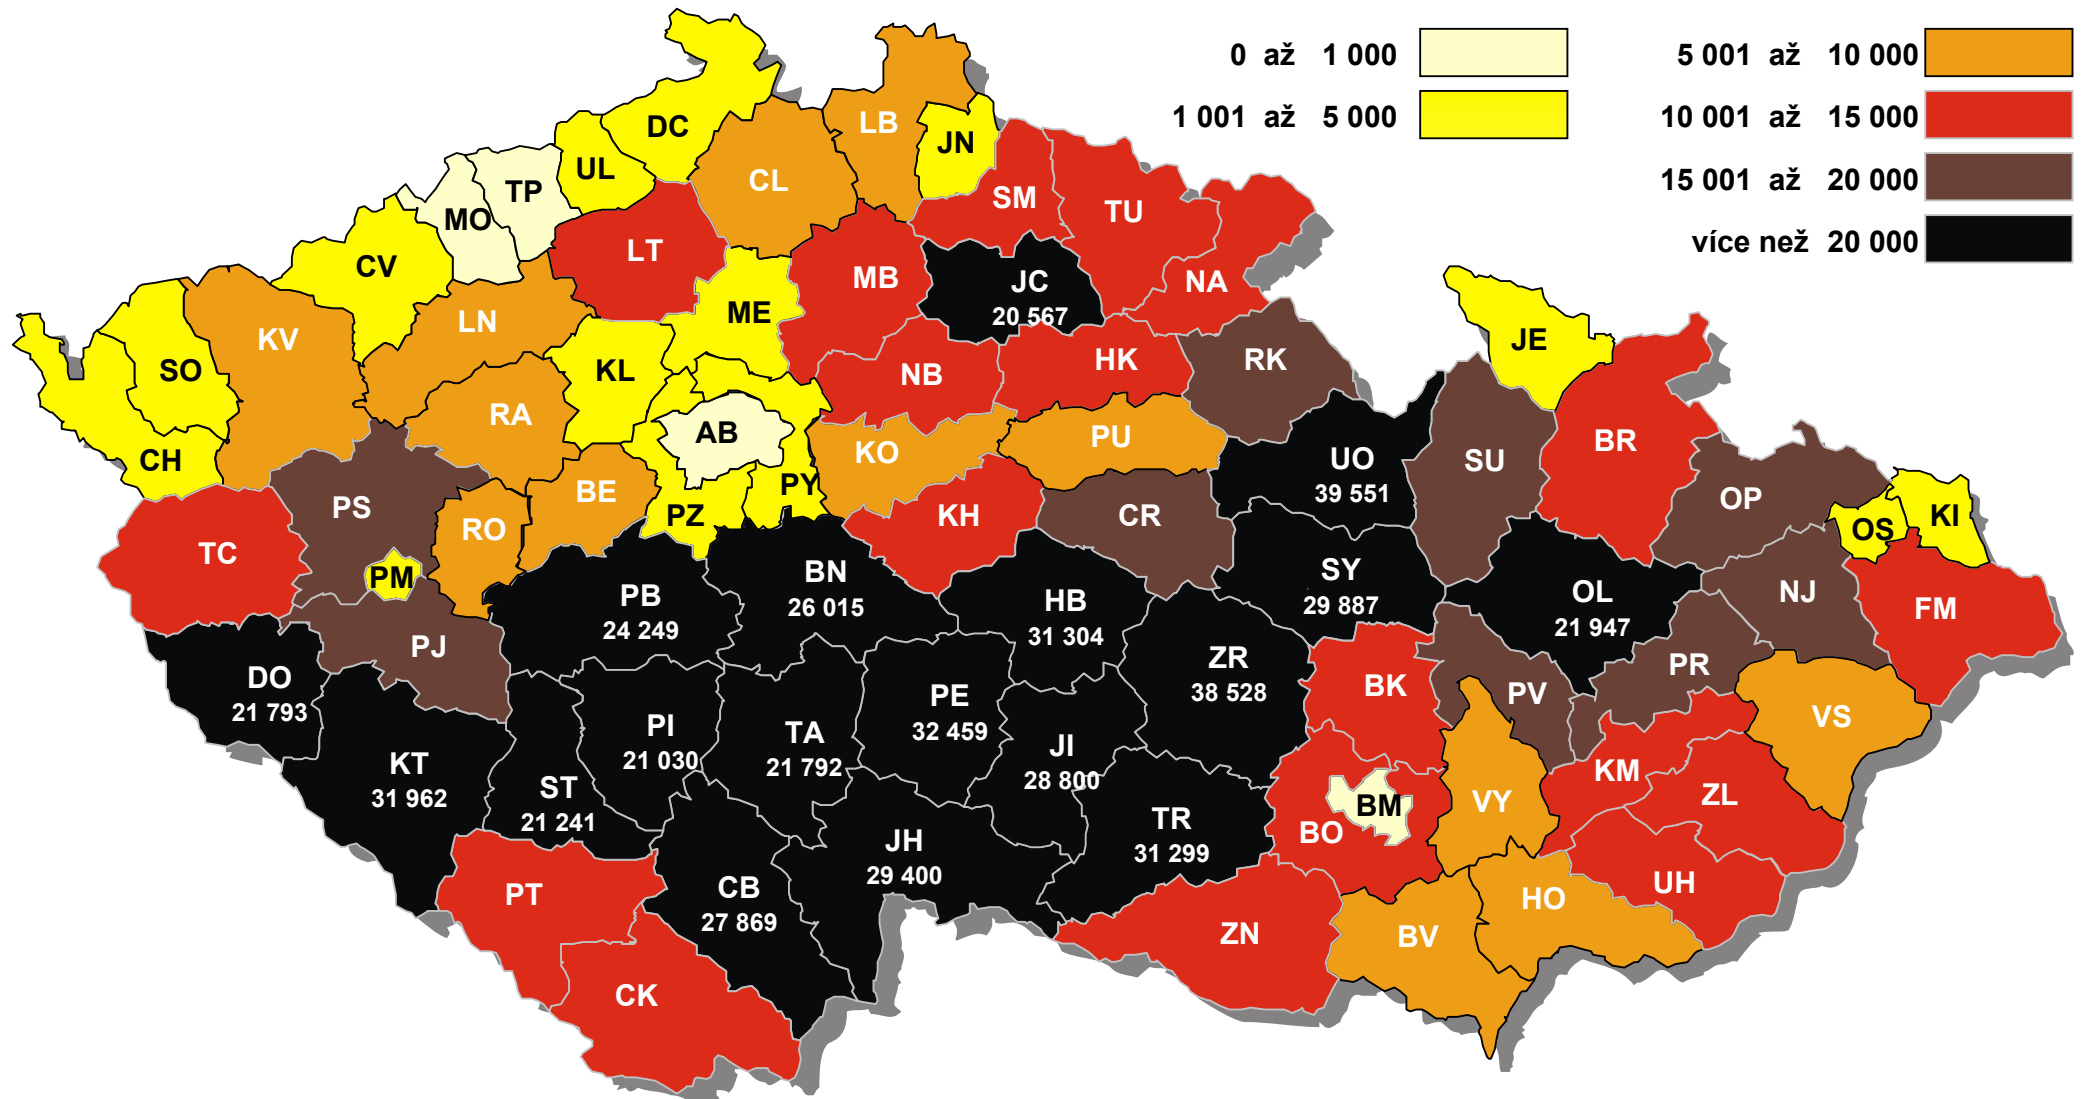 0 až 1 000
1 001 až 5 000
5 001 až 10 000
10 001 až 15 000
15 001 až 20 000
více než 20 000
DC
LB
JN
UL
TP
CL
SM
MO
TU
LT
CV
MB
JC
20 567
NA
ME
LN
KV
JE
SO
KL
NB
HK
RK
RA
AB
PU
BR
KO
CH
UO
39 551
SU
PY
BE
OP
PS
PZ
KH
CR
KI
RO
OS
TC
PM
BN
26 015
SY
29 887
PB
24 249
HB
31 304
OL
21 947
NJ
FM
PJ
ZR
38 528
PR
DO
21 793
BK
PV
PE
32 459
VS
PI
21 030
TA
21 792
JI
28 800
KT
31 962
KM
ST
21 241
ZL
VY
BM
TR
31 299
BO
JH
29 400
CB
27 869
UH
PT
HO
ZN
BV
CK